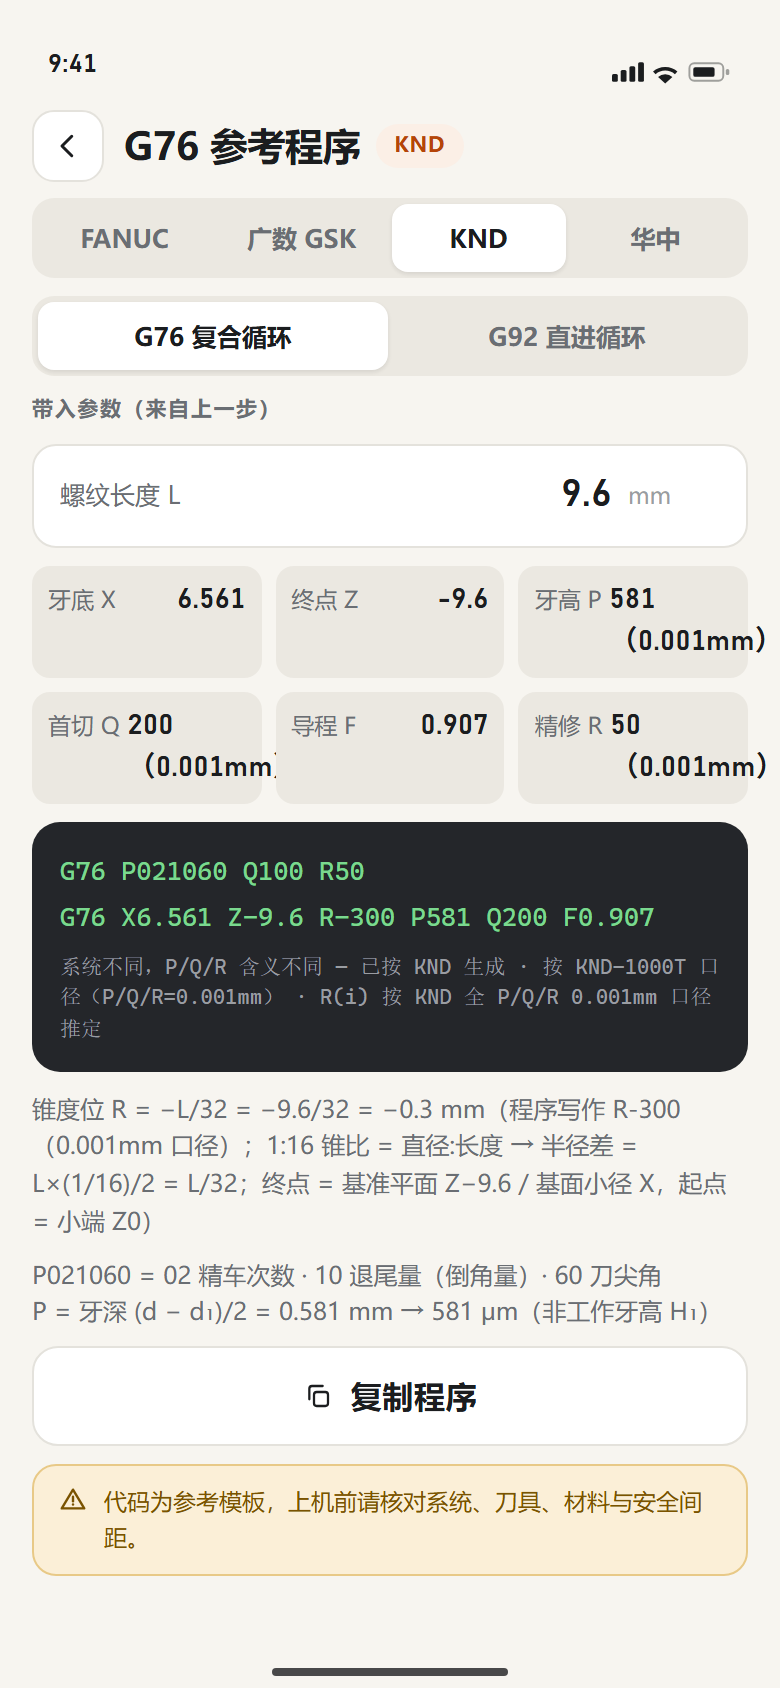 9:41
G76 参考程序 KND
FANUC 广数 GSK KND 华中
G76 复合循环 G92 直进循环
带入参数（来自上一步）
螺纹长度 L 9.6 mm
牙底 X 6.561 终点 Z -9.6 牙高 P 581
（0.001mm）
首切 Q 200 导程 F 0.907 精修 R 50
（0.001mm） （0.001mm）
G76 P021060 Q100 R50
G76 X6.561 Z−9.6 R−300 P581 Q200 F0.907
系统不同，P/Q/R 含义不同 — 已按 KND 生成 · 按 KND−1000T 口
径（P/Q/R=0.001mm） · R(i) 按 KND 全 P/Q/R 0.001mm 口径
推定
锥度位 R = −L/32 = −9.6/32 = −0.3 mm（程序写作 R-300
（0.001mm 口径）；1:16 锥比 = 直径:长度 → 半径差 =
L×(1/16)/2 = L/32；终点 = 基准平面 Z−9.6 / 基面小径 X，起点
= 小端 Z0）
P021060 = 02 精车次数 · 10 退尾量（倒角量）· 60 刀尖角
P = 牙深 (d − d₁)/2 = 0.581 mm → 581 μm（非工作牙高 H₁）
复制程序
代码为参考模板，上机前请核对系统、刀具、材料与安全间
距。